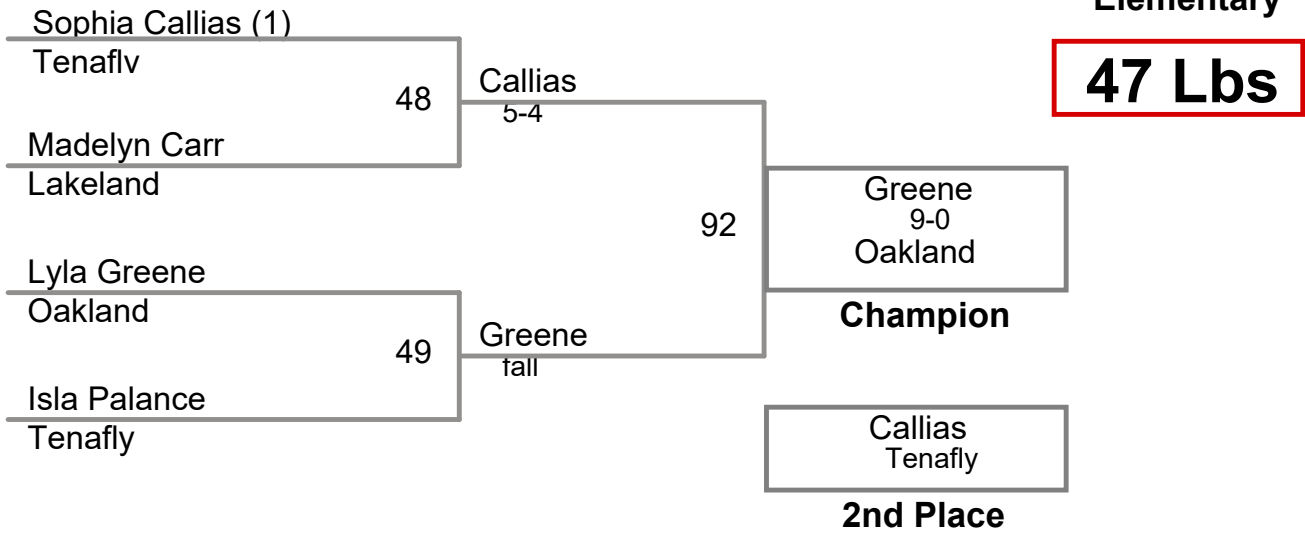 Elementary
47 Lbs
Sophia Callias (1)
Tenaflv
48
Callias
5-4
Madelyn Carr
Lakeland
92
Greene
9-0
Oakland
Champion
Lyla Greene
Oakland
49
Greene
fall
Isla Palance
Tenafly
Callias
Tenafly
2nd Place